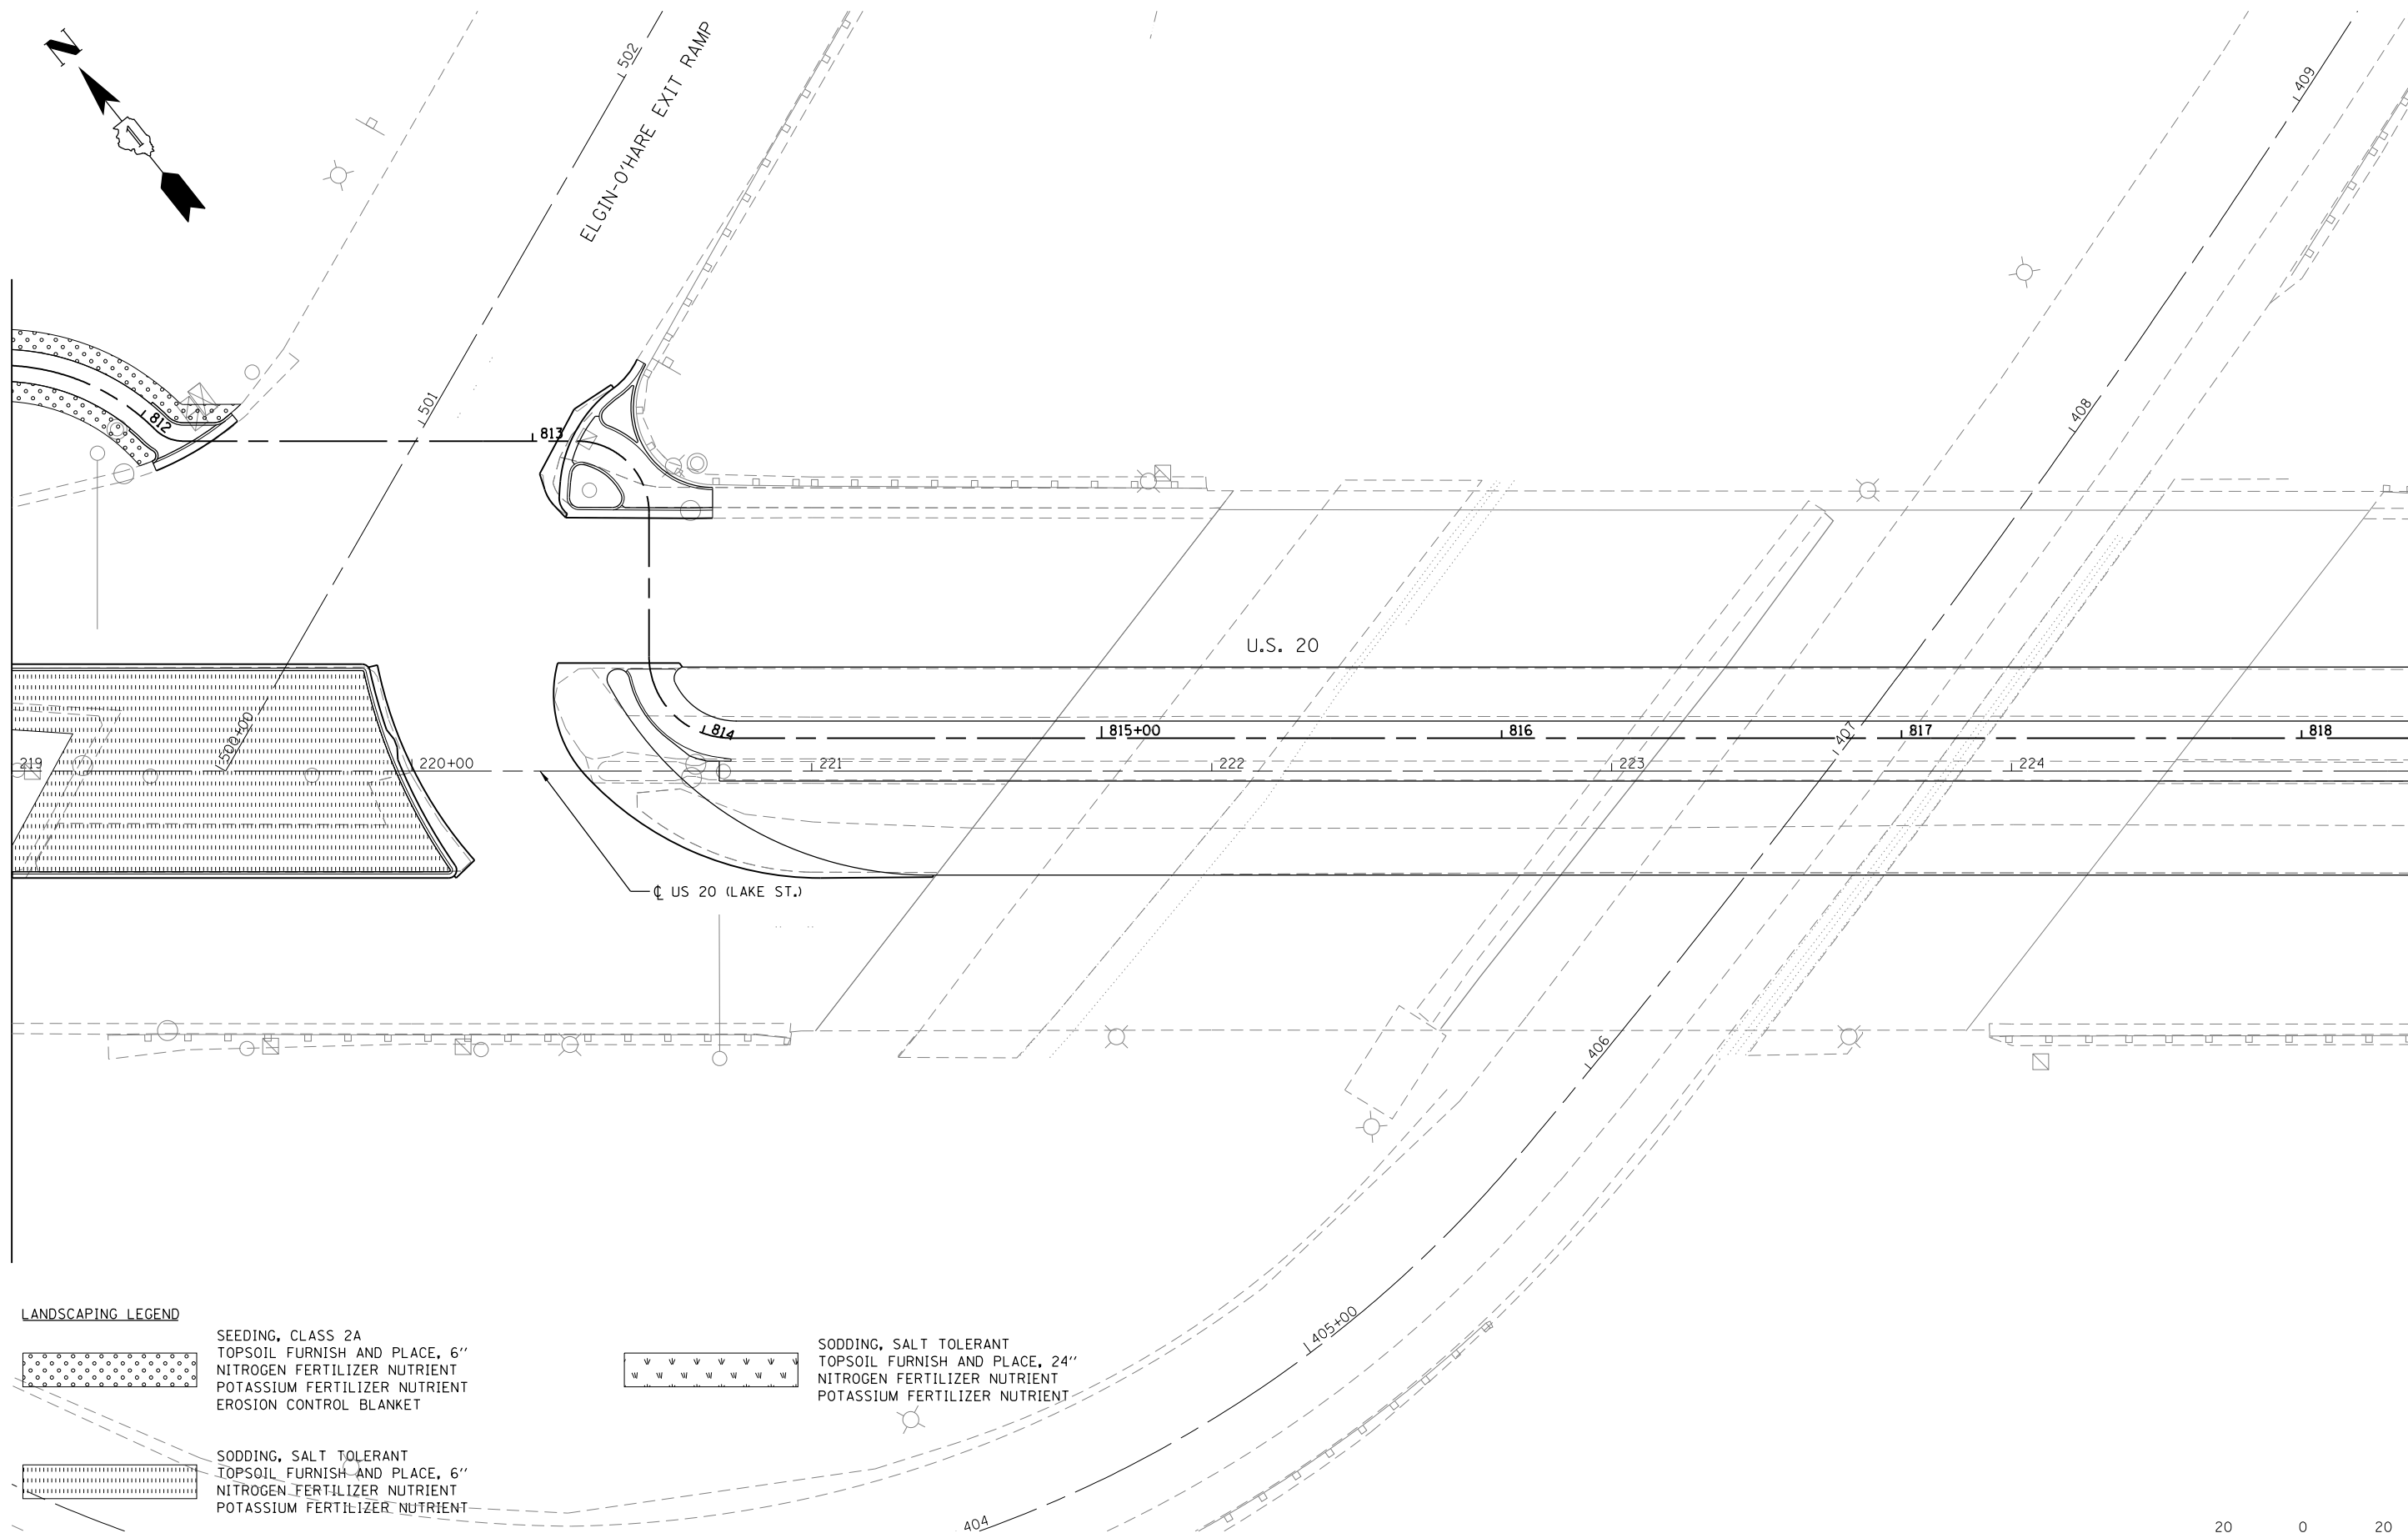 N
502
ELGIN-O'HARE EXIT RAMP
409
501
408
812
813
U.S. 20
500+00
814
815+00
816
407
817
818
219
220+00
221
222
223
224
℄ US 20 (LAKE ST.)
406
405+00
LANDSCAPING LEGEND
SEEDING, CLASS 2A
TOPSOIL FURNISH AND PLACE, 6"
NITROGEN FERTILIZER NUTRIENT
POTASSIUM FERTILIZER NUTRIENT
EROSION CONTROL BLANKET
SODDING, SALT TOLERANT
TOPSOIL FURNISH AND PLACE, 24"
NITROGEN FERTILIZER NUTRIENT
POTASSIUM FERTILIZER NUTRIENT
SODDING, SALT TOLERANT
TOPSOIL FURNISH AND PLACE, 6"
NITROGEN FERTILIZER NUTRIENT
POTASSIUM FERTILIZER NUTRIENT
404
20 0 20